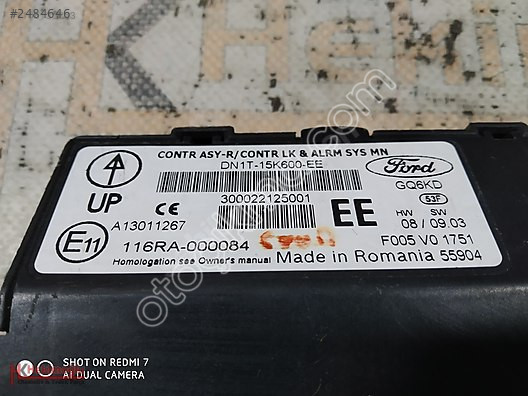 #2484646
CONTR ASY-R/CONTR LK & ALRM SYS MN
DN1T-15K600-EE
Ford
GQ6KD
53F
UP
CE
300022125001
EE
HW SW
08 / 09.03
A13011267
E11
116RA-000084
F005 V0 1751
Homologation see Owner's manual
Made in Romania 55904
SHOT ON REDMI 7
AI DUAL CAMERA